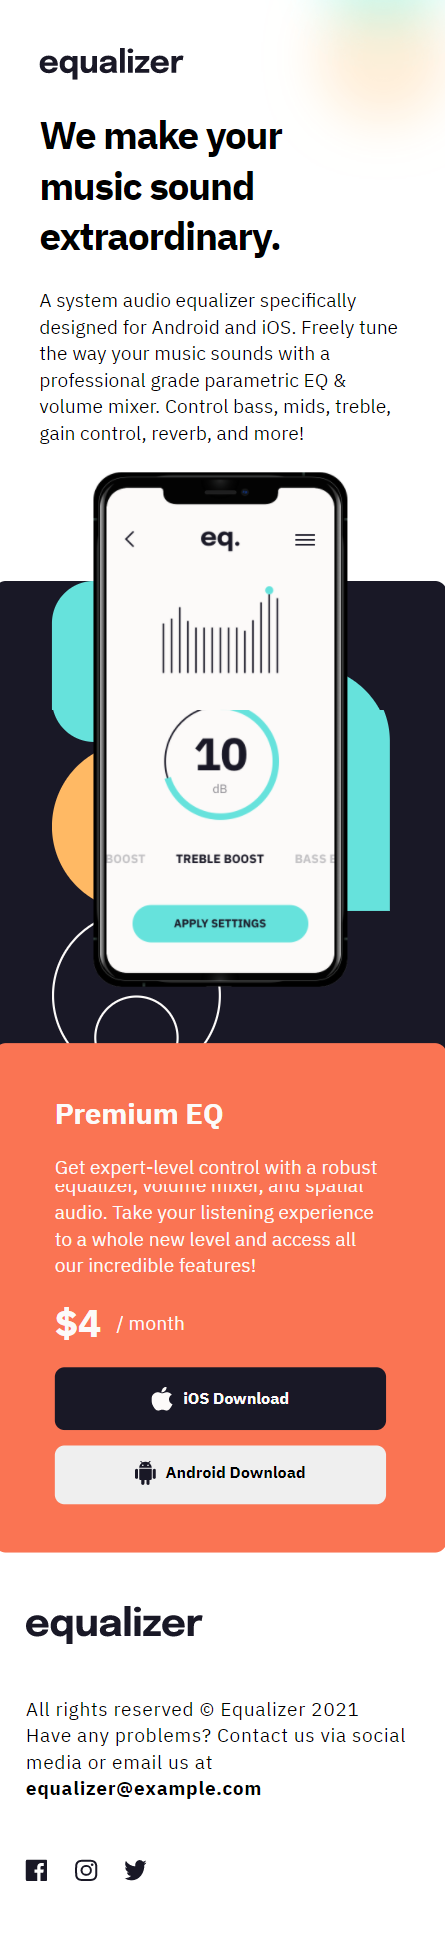 equalizer
We make your
music sound
extraordinary.
A system audio equalizer specifically
designed for Android and iOS. Freely tune
the way your music sounds with a
professional grade parametric EQ &
volume mixer. Control bass, mids, treble,
gain control, reverb, and more!
eq.
10
dB
BOOST TREBLE BOOST BASS
APPLY SETTINGS
Premium EQ
Get expert-level control with a robust
equalizer, volume mixer, and spatial
audio. Take your listening experience
to a whole new level and access all
our incredible features!
$4 / month
iOS Download
Android Download
equalizer
All rights reserved © Equalizer 2021
Have any problems? Contact us via social
media or email us at
equalizer@example.com